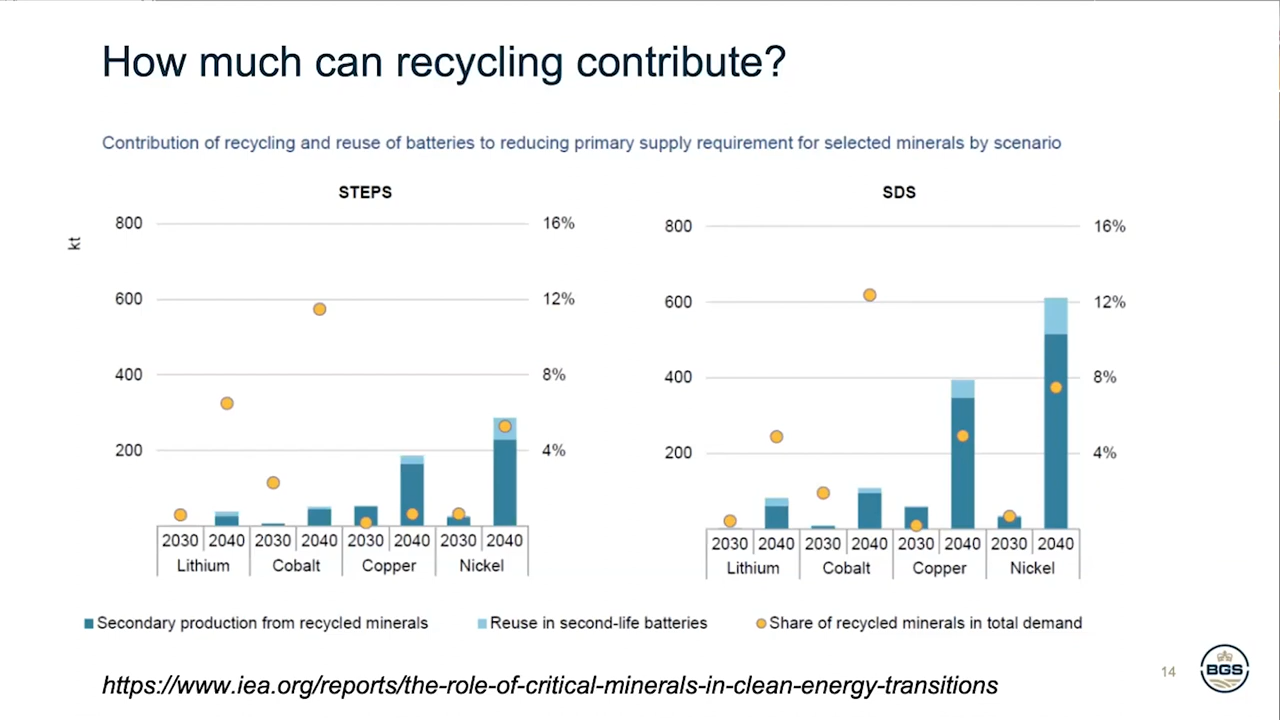 How much can recycling contribute?
Contribution of recycling and reuse of batteries to reducing primary supply requirement for selected minerals by scenario
STEPS
kt
800
600
400
200
16%
12%
8%
4%
2030 2040 2030 2040 2030 2040 2030 2040
Lithium Cobalt Copper Nickel
SDS
800
600
400
200
16%
12%
8%
4%
2030 2040 2030 2040 2030 2040 2030 2040
Lithium Cobalt Copper Nickel
Secondary production from recycled minerals Reuse in second-life batteries Share of recycled minerals in total demand
14
BGS
https://www.iea.org/reports/the-role-of-critical-minerals-in-clean-energy-transitions